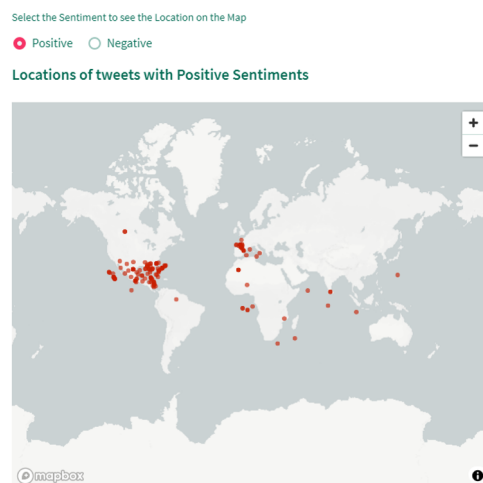 Select the Sentiment to see the Location on the Map
Positive Negative
Locations of tweets with Positive Sentiments
+
−
mapbox
i